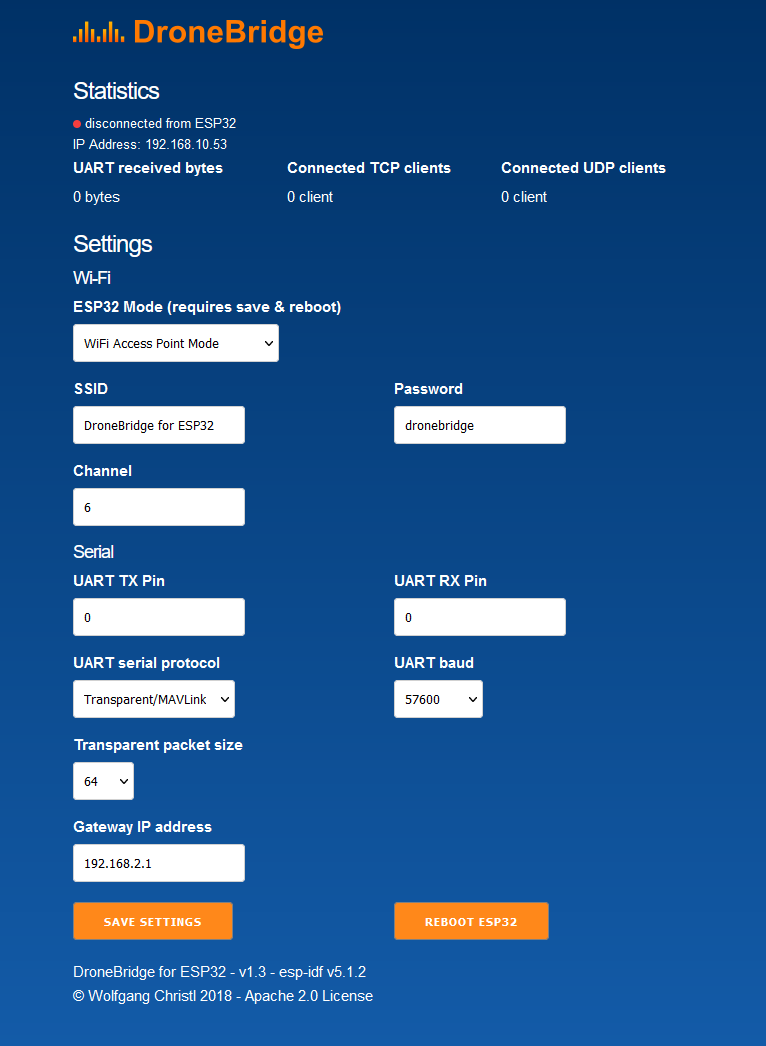 DroneBridge
Statistics
disconnected from ESP32
IP Address: 192.168.10.53
UART received bytes Connected TCP clients Connected UDP clients
0 bytes 0 client 0 client
Settings
Wi-Fi
ESP32 Mode (requires save & reboot)
WiFi Access Point Mode
SSID Password
DroneBridge for ESP32 dronebridge
Channel
6
Serial
UART TX Pin UART RX Pin
0 0
UART serial protocol UART baud
Transparent/MAVLink 57600
Transparent packet size
64
Gateway IP address
192.168.2.1
SAVE SETTINGS REBOOT ESP32
DroneBridge for ESP32 - v1.3 - esp-idf v5.1.2
© Wolfgang Christl 2018 - Apache 2.0 License